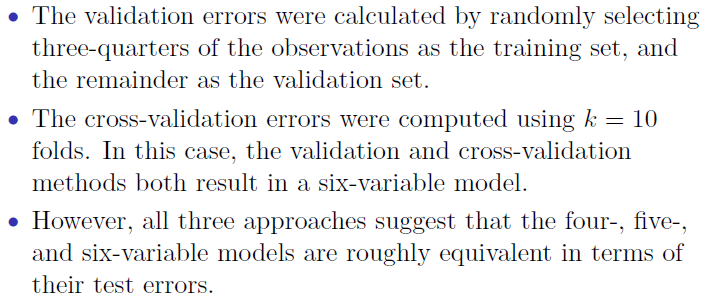 • The validation errors were calculated by randomly selecting
three-quarters of the observations as the training set, and
the remainder as the validation set.
• The cross-validation errors were computed using k = 10
folds. In this case, the validation and cross-validation
methods both result in a six-variable model.
• However, all three approaches suggest that the four-, five-,
and six-variable models are roughly equivalent in terms of
their test errors.